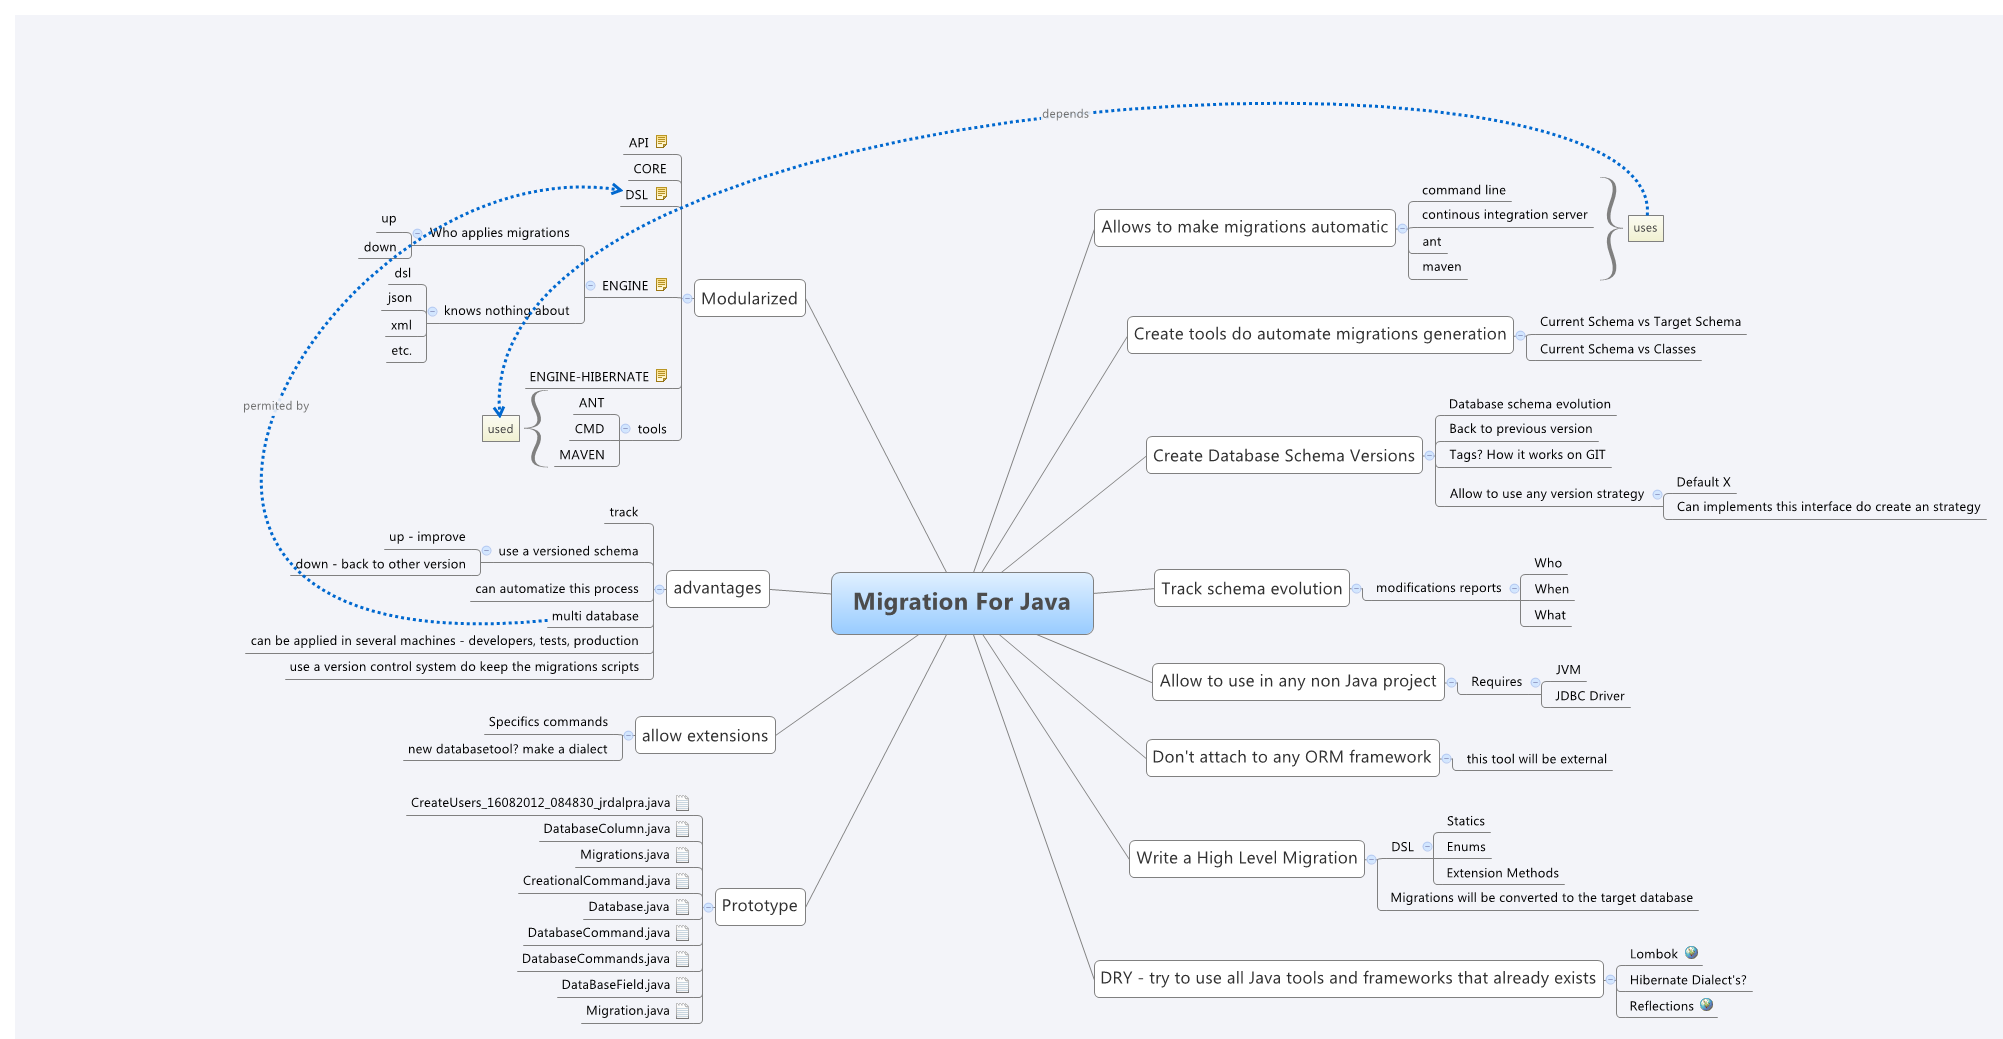 depends
API
CORE
DSL
up
down
Who applies migrations
dsl
json
xml
etc.
knows nothing about
ENGINE
Modularized
ENGINE-HIBERNATE
ANT
CMD
MAVEN
tools
used
permited by
track
up - improve
down - back to other version
use a versioned schema
can automatize this process
multi database
can be applied in several machines - developers, tests, production
use a version control system do keep the migrations scripts
advantages
Specifics commands
new databasetool? make a dialect
allow extensions
CreateUsers_16082012_084830_jrdalpra.java
DatabaseColumn.java
Migrations.java
CreationalCommand.java
Database.java
DatabaseCommand.java
DatabaseCommands.java
DataBaseField.java
Migration.java
Prototype
Migration For Java
Allows to make migrations automatic
command line
continous integration server
ant
maven
uses
Create tools do automate migrations generation
Current Schema vs Target Schema
Current Schema vs Classes
Create Database Schema Versions
Database schema evolution
Back to previous version
Tags? How it works on GIT
Allow to use any version strategy
Default X
Can implements this interface do create an strategy
Track schema evolution
modifications reports
Who
When
What
Allow to use in any non Java project
Requires
JVM
JDBC Driver
Don't attach to any ORM framework
this tool will be external
Write a High Level Migration
DSL
Statics
Enums
Extension Methods
Migrations will be converted to the target database
DRY - try to use all Java tools and frameworks that already exists
Lombok
Hibernate Dialect's?
Reflections